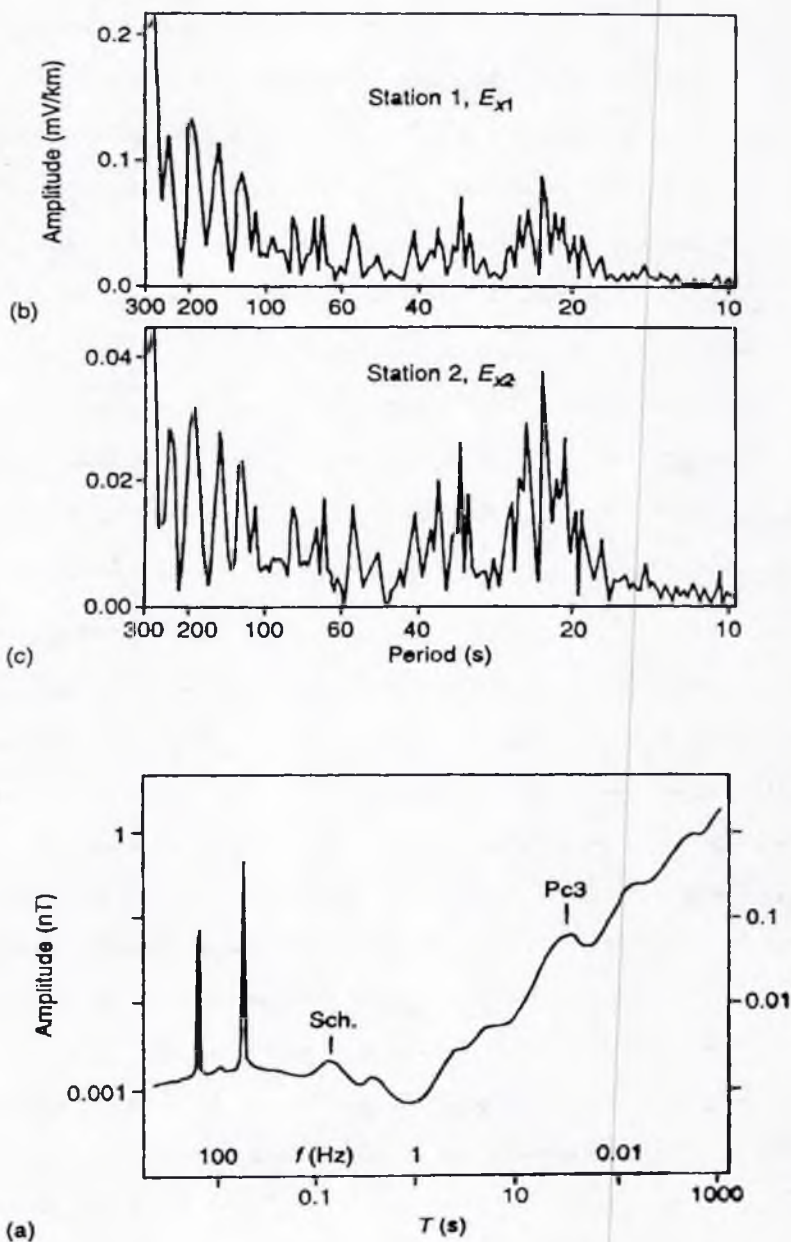 0.2
Station 1, Ex1
Amplitude (mV/km)
0.1
0.0
300 200 100 60 40 20 10
(b)
0.04
Station 2, Ex2
0.02
0.00
300 200 100 60 40 20 10
(c)
Period (s)
1
Pc3
0.1
Amplitude (nT)
Sch.
0.01
0.001
100 f (Hz) 1 0.01
0.1 10 1000
(a)
T (s)